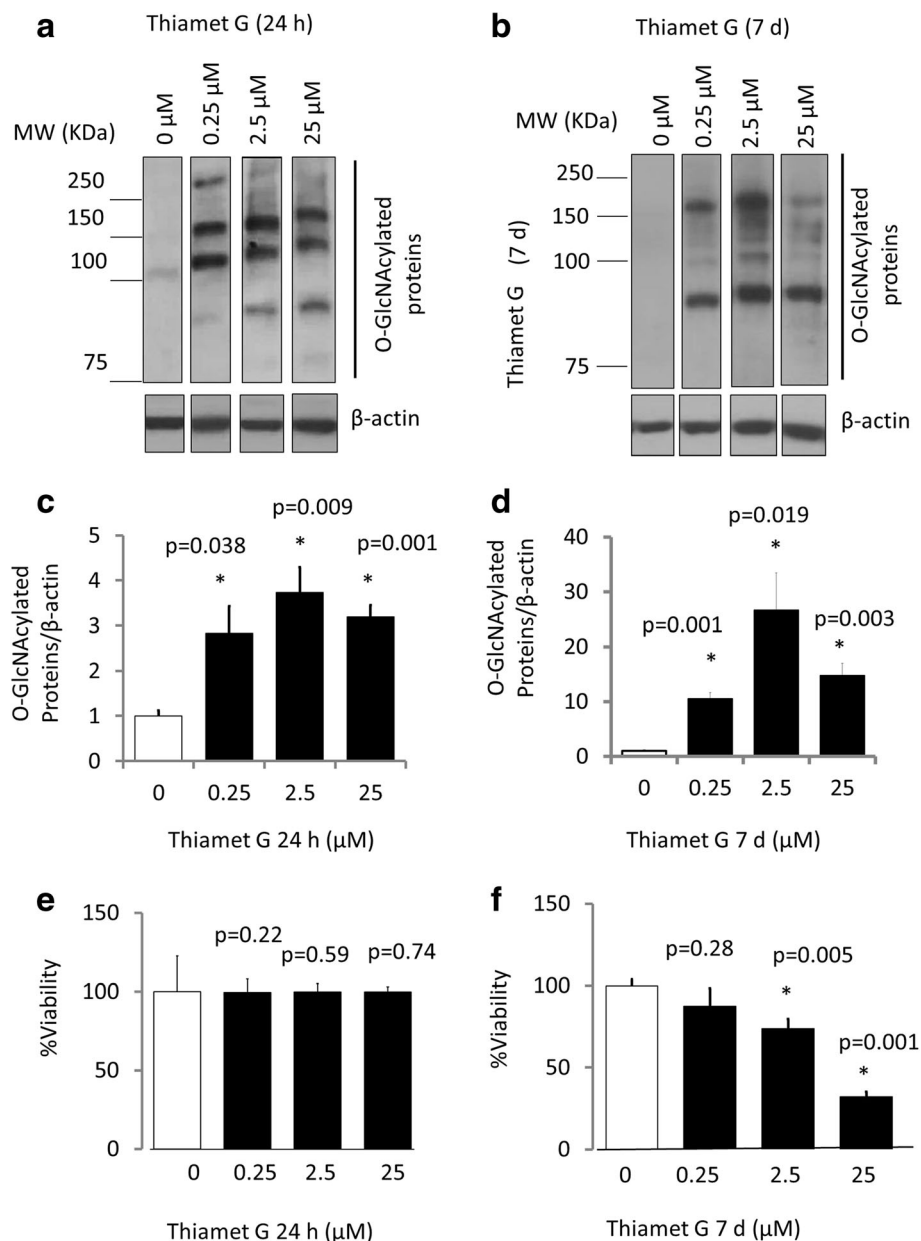 a
Thiamet G (24 h)
MW (KDa)
0 µM
0.25 µM
2.5 µM
25 µM
250
150
100
75
O-GlcNAcylated
proteins
β-actin
b
Thiamet G (7 d)
MW (KDa)
0 µM
0.25 µM
2.5 µM
25 µM
250
150
100
75
Thiamet G (7 d)
O-GlcNAcylated
proteins
β-actin
c
O-GlcNAcylated
Proteins/β-actin
5
4
3
2
1
0
p=0.038
p=0.009
p=0.001
*
*
*
0
0.25
2.5
25
Thiamet G 24 h (µM)
d
O-GlcNAcylated
Proteins/β-actin
40
30
20
10
0
p=0.001
p=0.019
p=0.003
*
*
*
0
0.25
2.5
25
Thiamet G 7 d (µM)
e
%Viability
150
100
50
0
p=0.22
p=0.59
p=0.74
0
0.25
2.5
25
Thiamet G 24 h (µM)
f
%Viability
150
100
50
0
p=0.28
p=0.005
p=0.001
*
*
0
0.25
2.5
25
Thiamet G 7 d (µM)